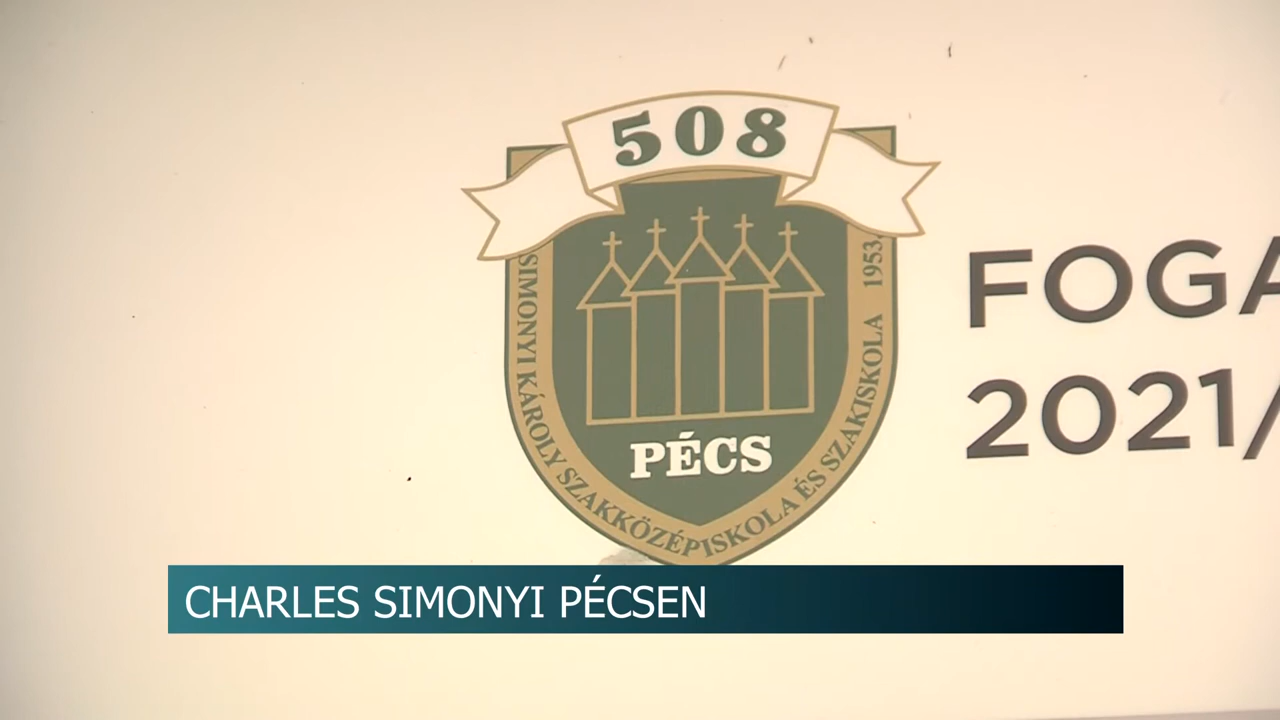 508
SIMONYI KÁROLY SZAKKÖZÉPISKOLA ÉS SZAKISKOLA 1953.
PÉCS
FOGA
2021/
CHARLES SIMONYI PÉCSEN